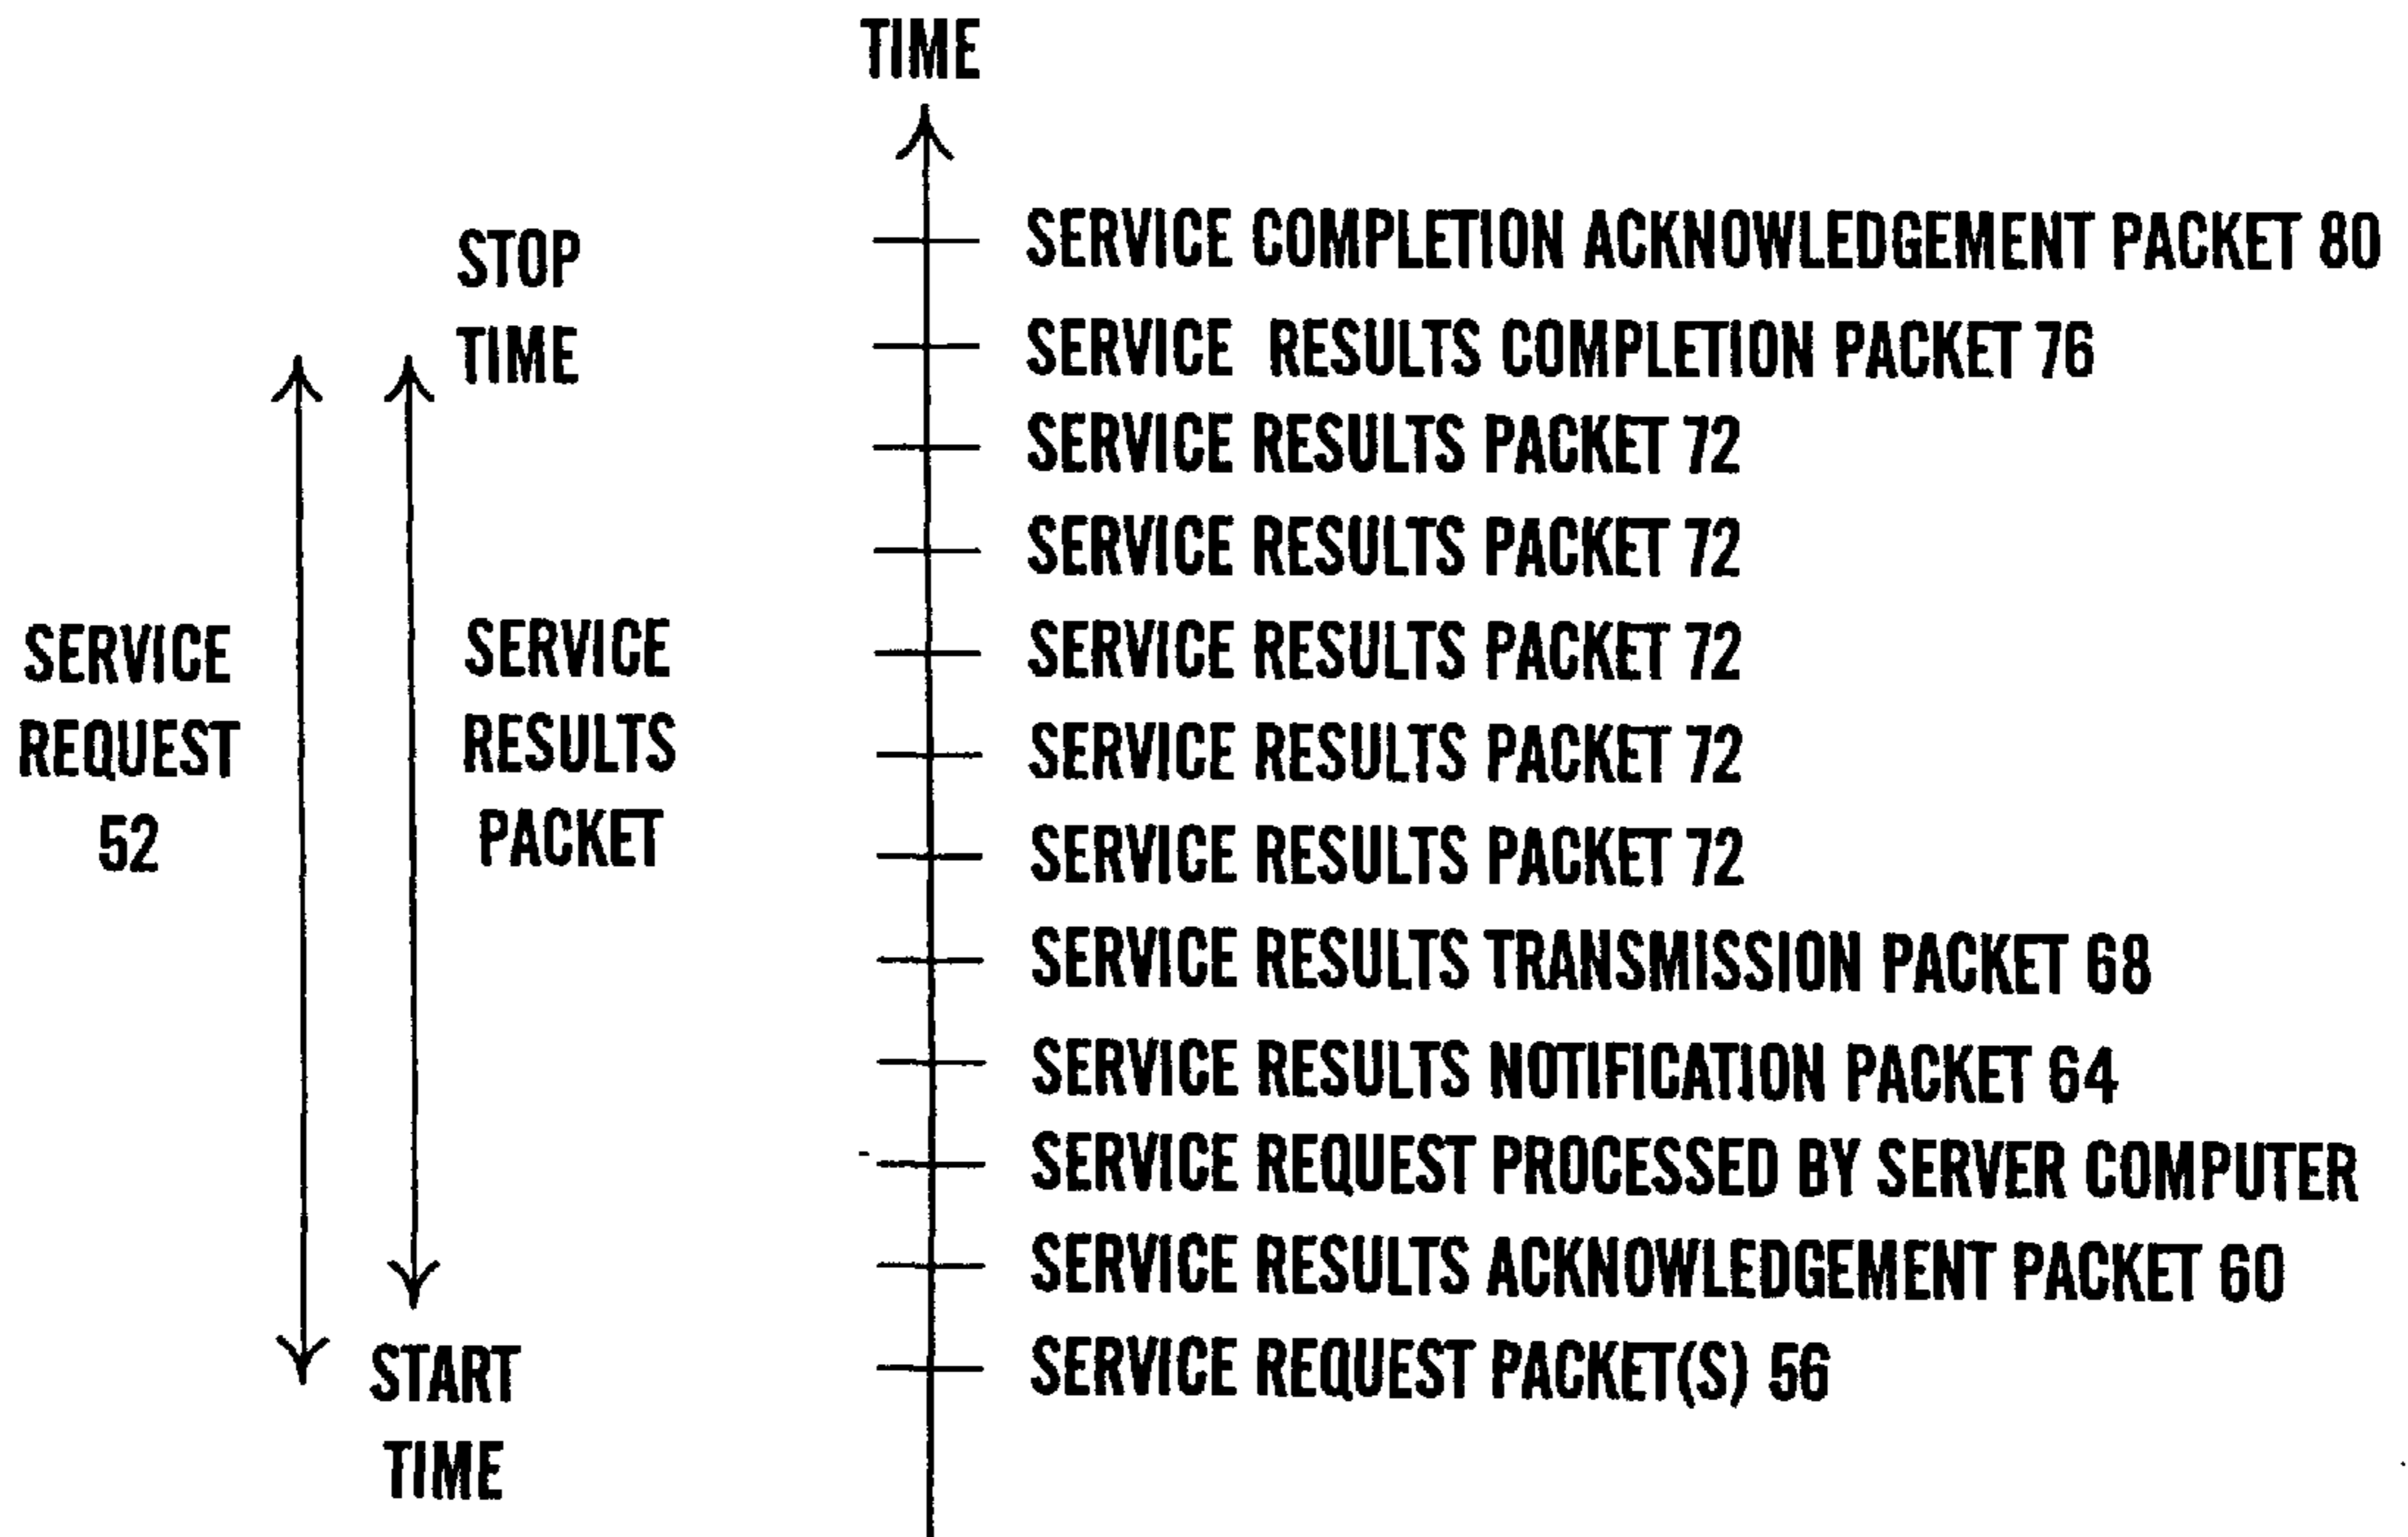 TIME
SERVICE COMPLETION ACKNOWLEDGEMENT PACKET 80
SERVICE RESULTS COMPLETION PACKET 76
SERVICE RESULTS PACKET 72
SERVICE RESULTS PACKET 72
SERVICE RESULTS PACKET 72
SERVICE RESULTS PACKET 72
SERVICE RESULTS PACKET 72
SERVICE RESULTS TRANSMISSION PACKET 68
SERVICE RESULTS NOTIFICATION PACKET 64
SERVICE REQUEST PROCESSED BY SERVER COMPUTER
SERVICE RESULTS ACKNOWLEDGEMENT PACKET 60
SERVICE REQUEST PACKET(S) 56
STOP
TIME
SERVICE
REQUEST
52
SERVICE
RESULTS
PACKET
START
TIME